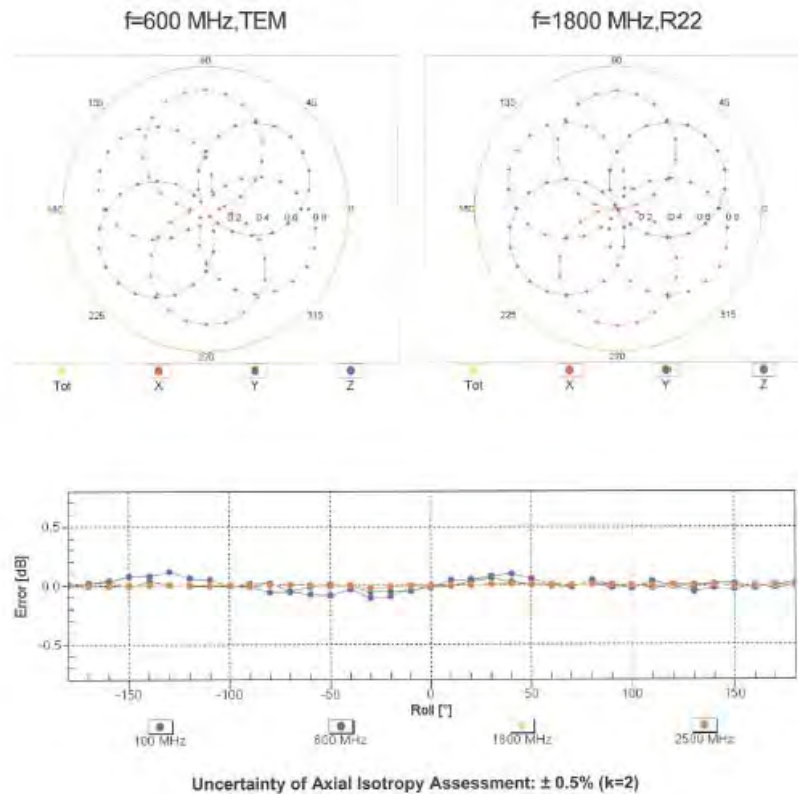 f=600 MHz,TEM
f=1800 MHz,R22
90
135
45
180
0.2 0.4 0.6 0.8
0
225
315
270
Tot
X
Y
Z
90
135
45
180
0.2 0.4 0.6 0.8
0
225
315
270
Tot
X
Y
Z
0.5
0.0
-0.5
Error [dB]
-150
-100
-50
0
50
100
150
Roll [°]
100 MHz
600 MHz
1800 MHz
2500 MHz
Uncertainty of Axial Isotropy Assessment: ± 0.5% (k=2)